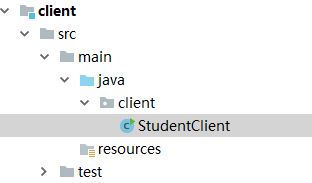 client
src
main
java
client
StudentClient
resources
test